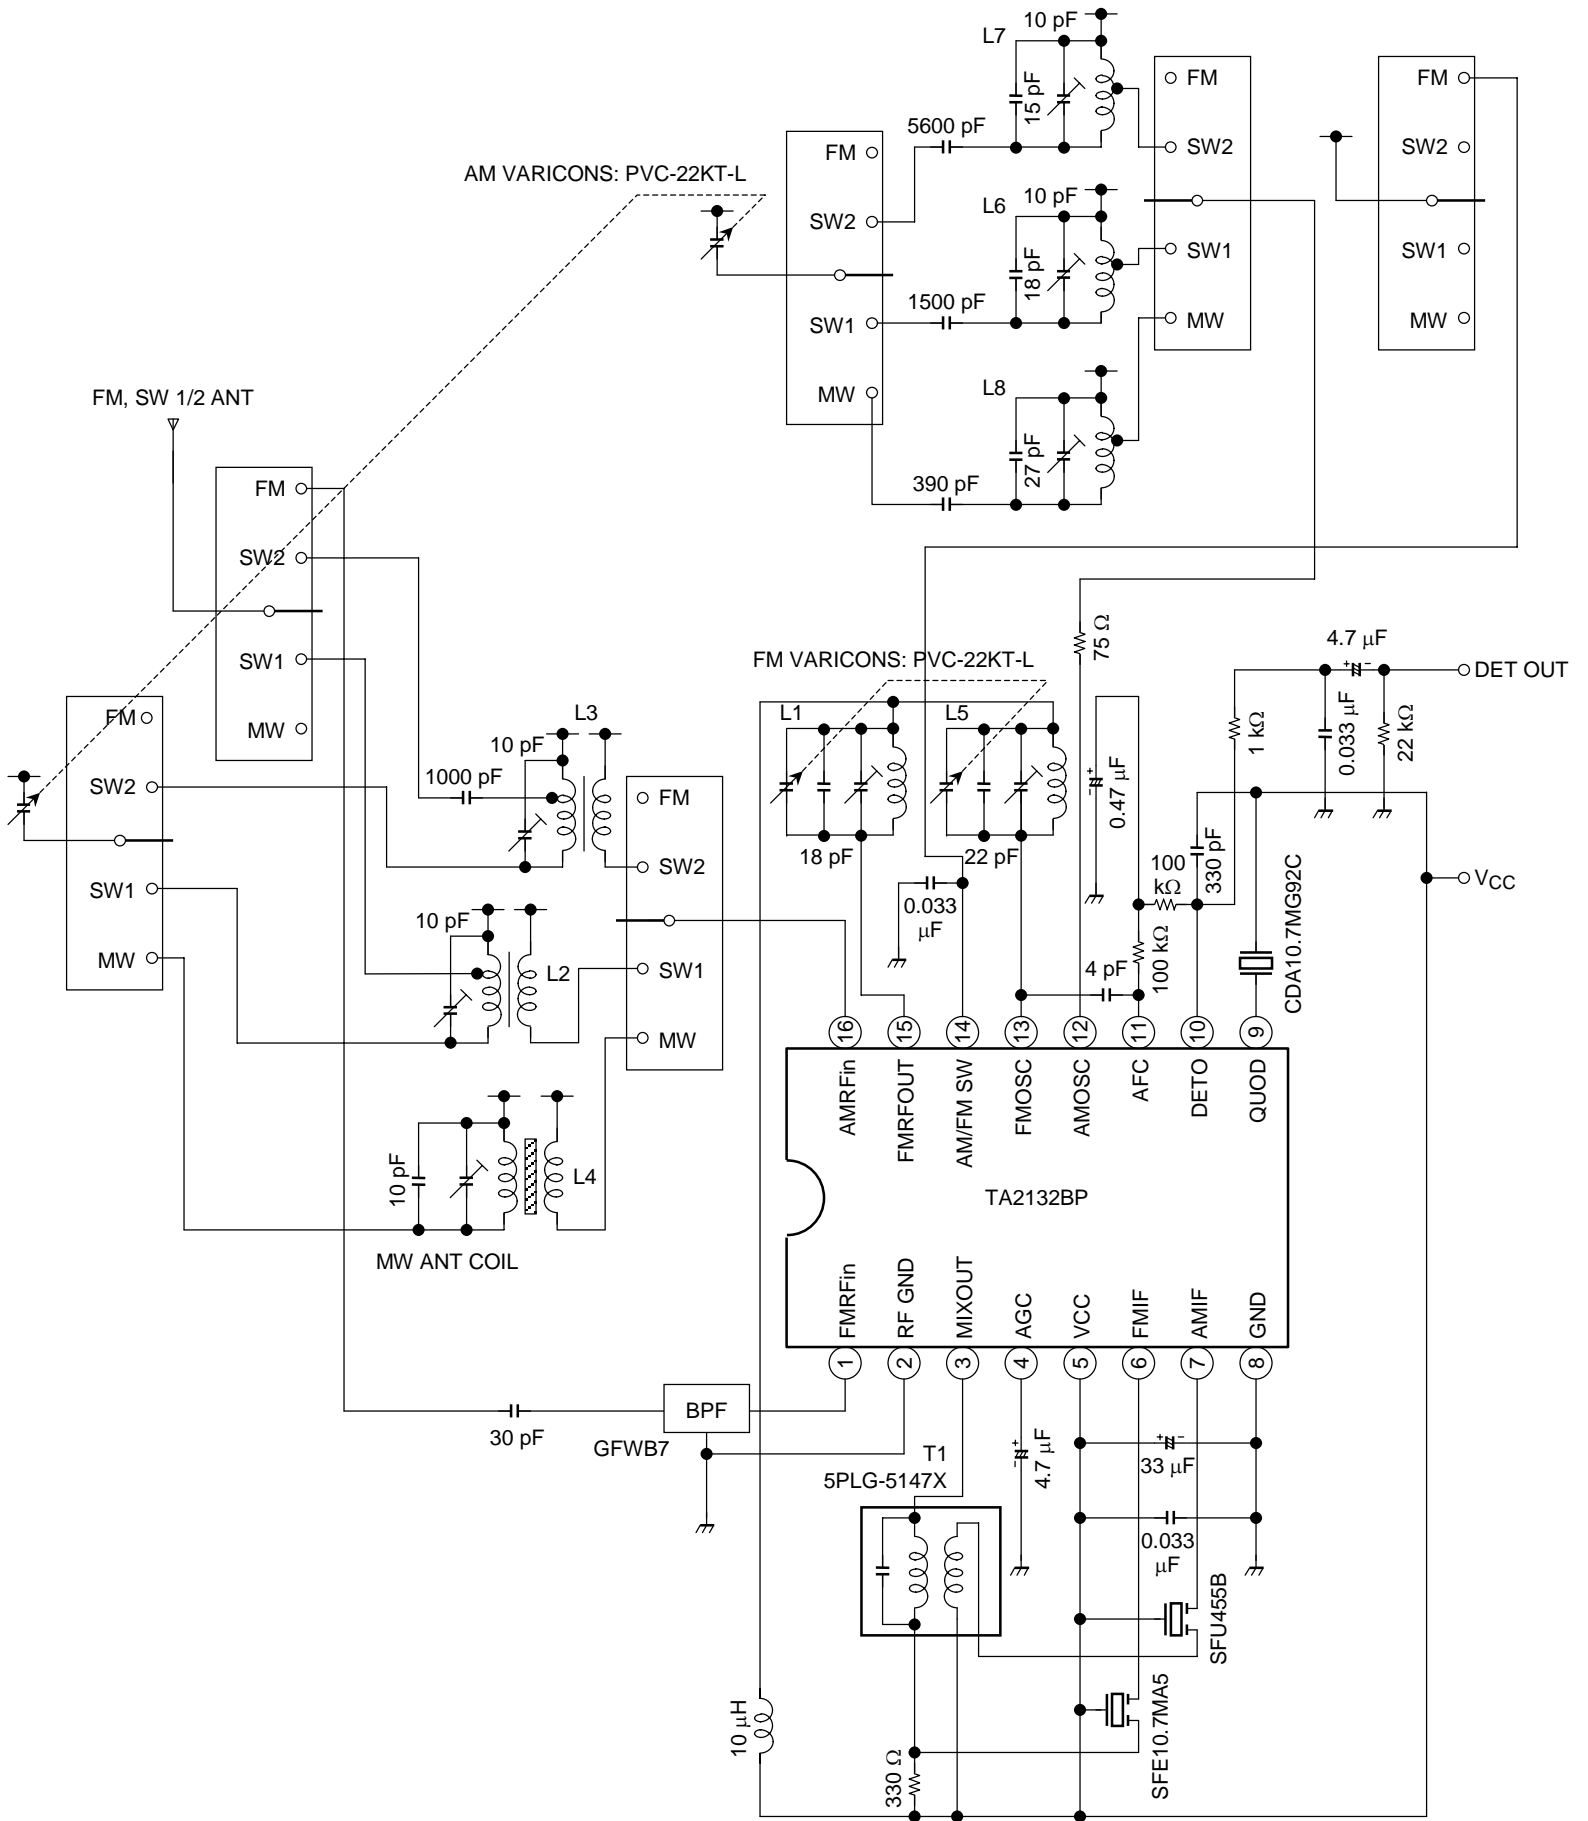 10 pF
L7
15 pF
5600 pF
FM
SW2
SW1
MW
FM
SW2
SW1
MW
AM VARICONS: PVC-22KT-L
FM
SW2
SW1
MW
10 pF
L6
18 pF
1500 pF
L8
27 pF
390 pF
FM, SW 1/2 ANT
FM
SW2
SW1
MW
FM
SW2
SW1
MW
L3
10 pF
1000 pF
10 pF
L2
FM
SW2
SW1
MW
10 pF
L4
MW ANT COIL
FM VARICONS: PVC-22KT-L
L1
18 pF
L5
22 pF
0.033
μF
75 Ω
0.47 μF
4.7 μF
DET OUT
1 kΩ
0.033 μF
22 kΩ
100
kΩ
330 pF
VCC
4 pF
100 kΩ
CDA10.7MG92C
16
15
14
13
12
11
10
9
AMRFin
FMRFOUT
AM/FM SW
FMOSC
AMOSC
AFC
DETO
QUOD
TA2132BP
FMRFin
RF GND
MIXOUT
AGC
VCC
FMIF
AMIF
GND
1
2
3
4
5
6
7
8
30 pF
BPF
GFWB7
T1
5PLG-5147X
4.7 μF
33 μF
0.033
μF
SFU455B
SFE10.7MA5
10 μH
330 Ω